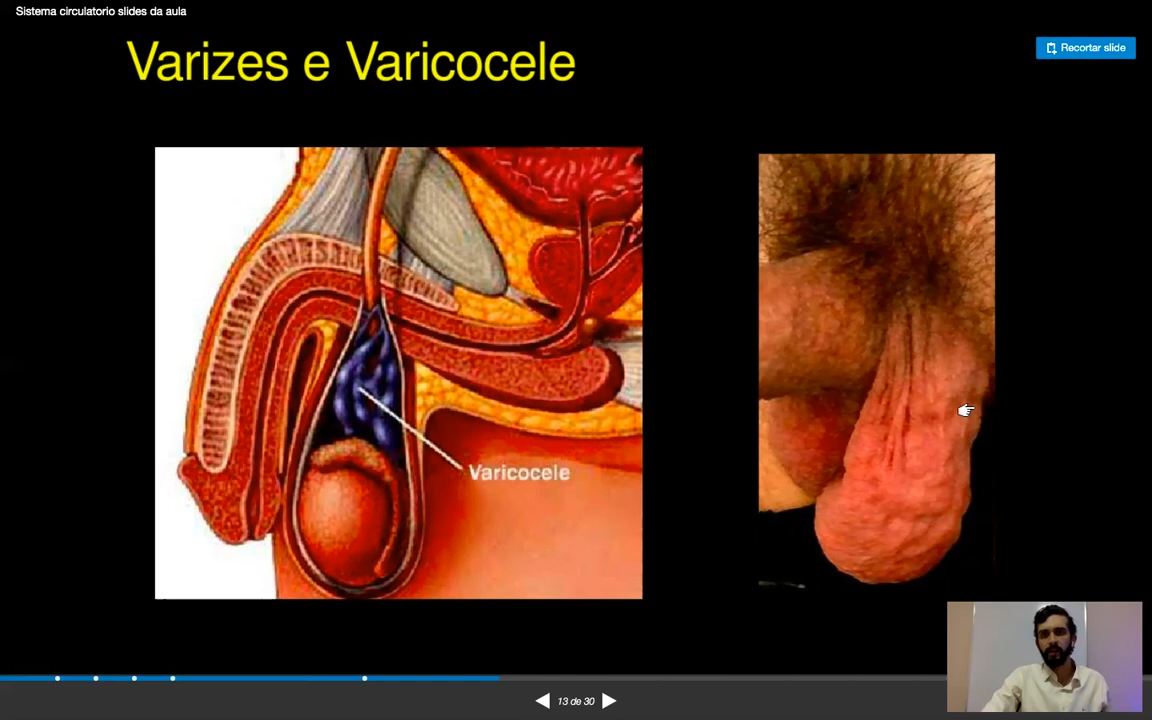 Sistema circulatorio slides da aula
Varizes e Varicocele
Recortar slide
Varicocele
13 de 30